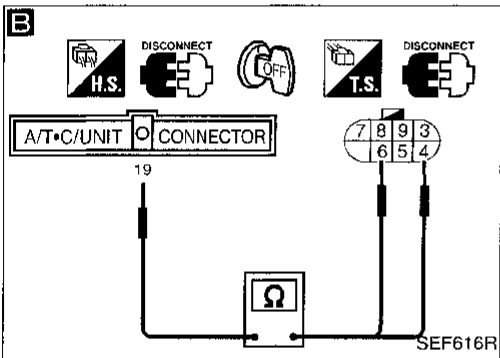 B
DISCONNECT
H.S.
OFF
DISCONNECT
T.S.
A/T•C/UNIT O CONNECTOR
19
7 8 9 3
6 5 4
Ω
SEF616R